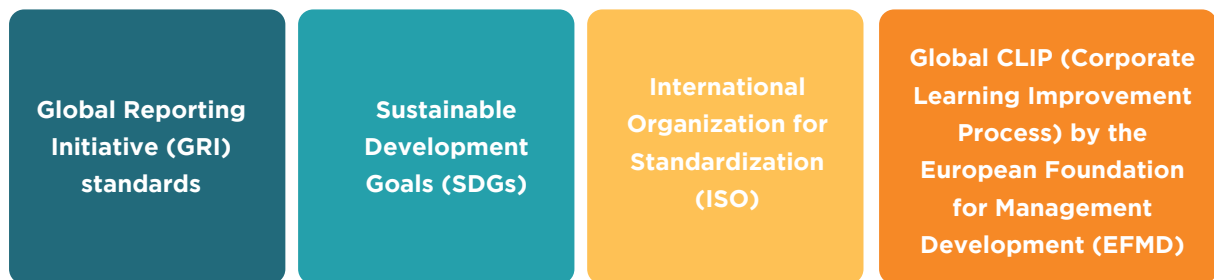 Global Reporting
Initiative (GRI)
standards
Sustainable
Development
Goals (SDGs)
International
Organization for
Standardization
(ISO)
Global CLIP (Corporate
Learning Improvement
Process) by the
European Foundation
for Management
Development (EFMD)